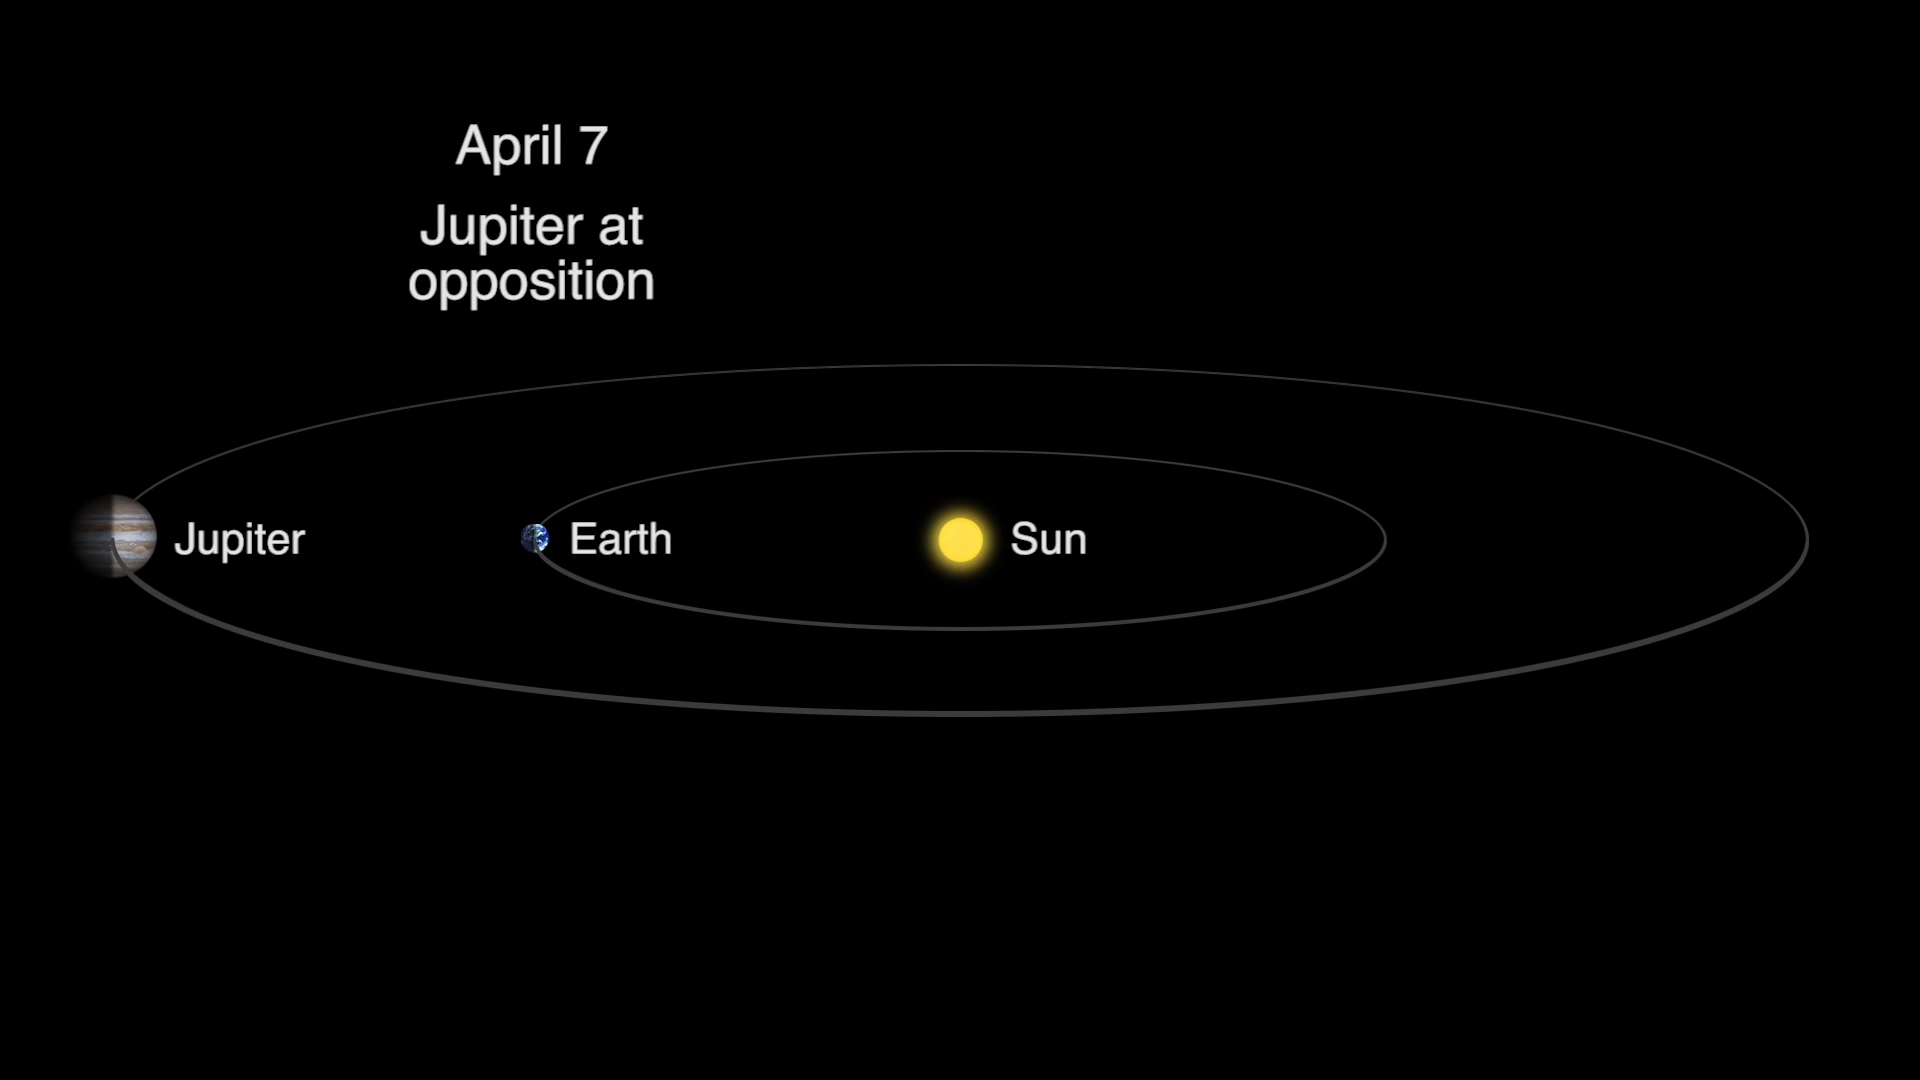 April 7
Jupiter at
opposition
Jupiter
Earth
Sun